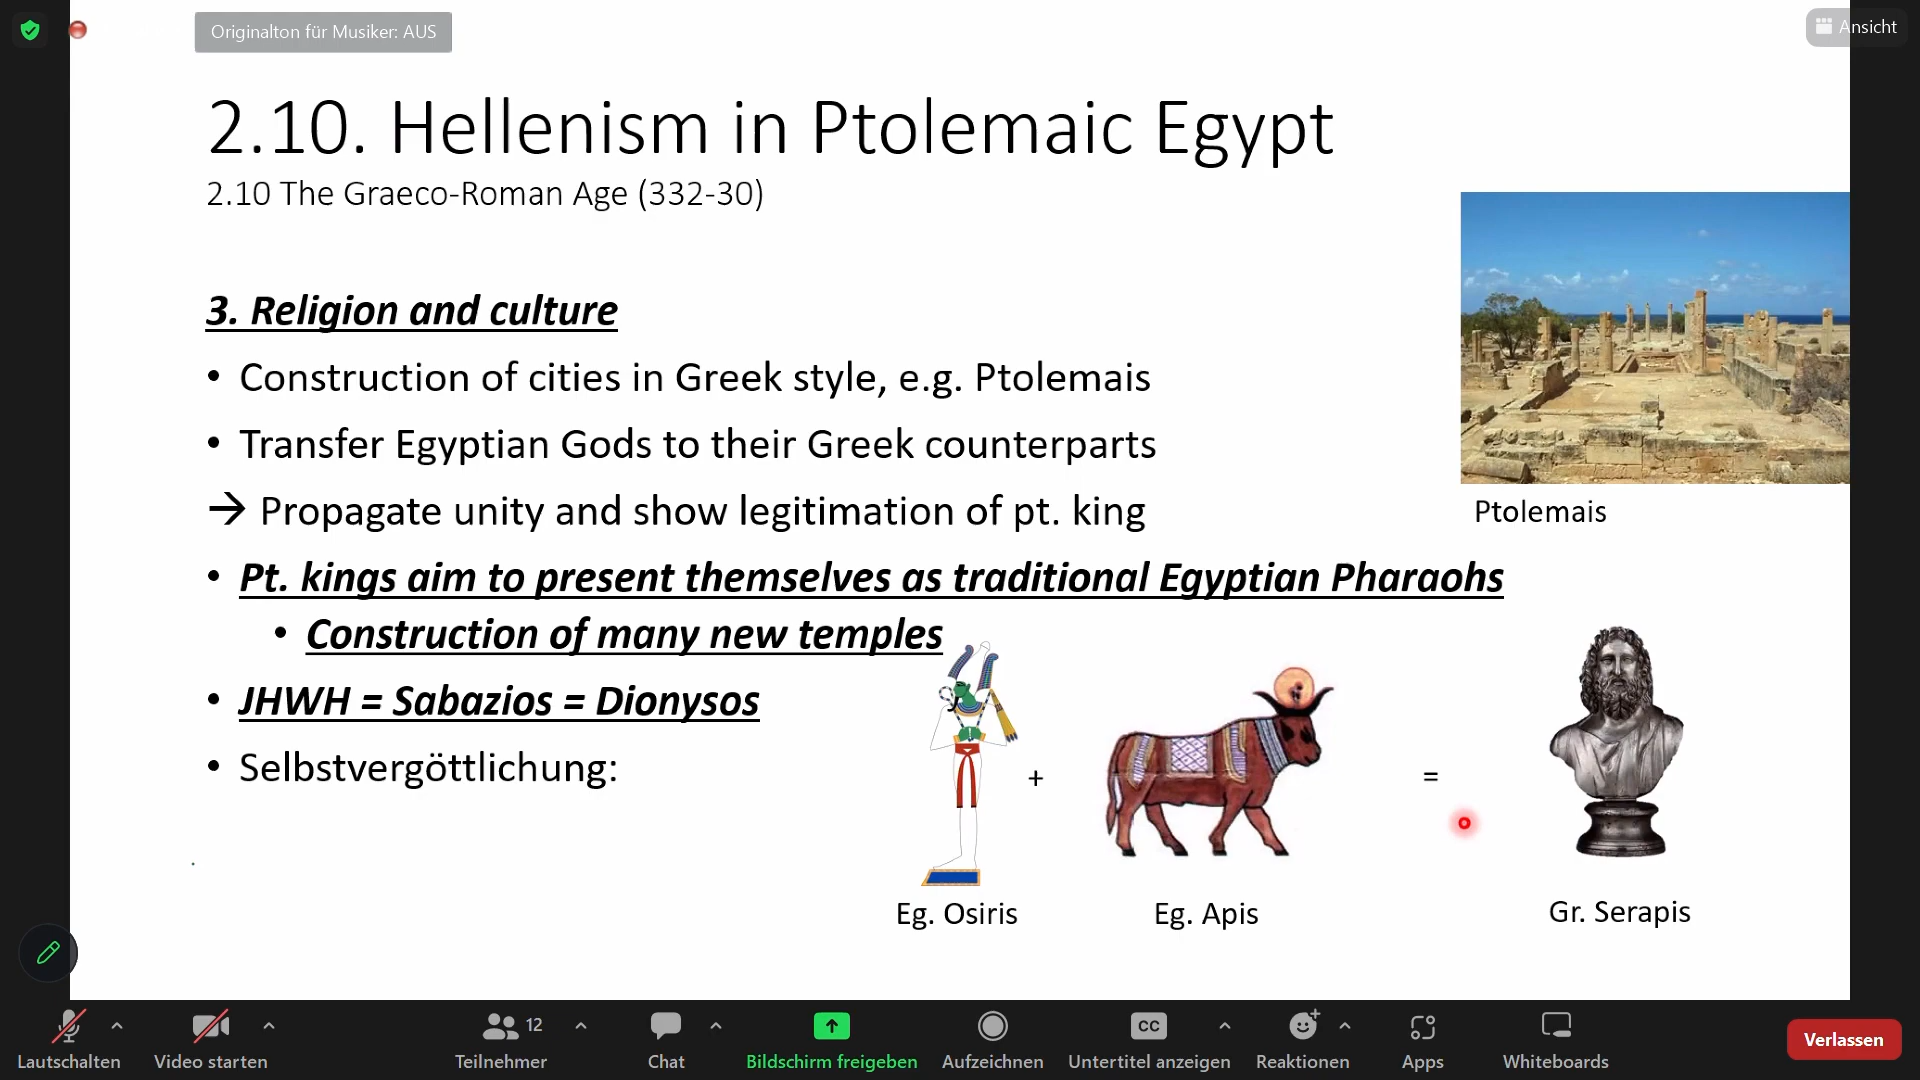 Originalton für Musiker: AUS
Ansicht
2.10. Hellenism in Ptolemaic Egypt
2.10 The Graeco-Roman Age (332-30)
3. Religion and culture
• Construction of cities in Greek style, e.g. Ptolemais
• Transfer Egyptian Gods to their Greek counterparts
→ Propagate unity and show legitimation of pt. king
Ptolemais
• Pt. kings aim to present themselves as traditional Egyptian Pharaohs
• Construction of many new temples
• JHWH = Sabazios = Dionysos
• Selbstvergöttlichung:
+
=
Eg. Osiris
Eg. Apis
Gr. Serapis
12
CC
Lautschalten
Video starten
Teilnehmer
Chat
Bildschirm freigeben
Aufzeichnen
Untertitel anzeigen
Reaktionen
Apps
Whiteboards
Verlassen